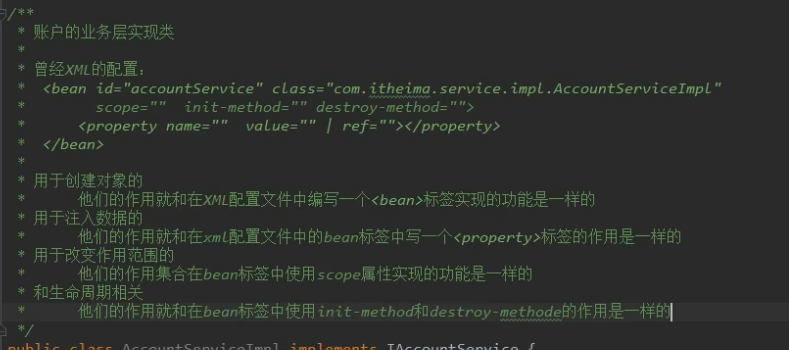 /**
* 账户的业务层实现类
*
* 曾经XML的配置：
* <bean id="accountService" class="com.itheima.service.impl.AccountServiceImpl"
* scope="" init-method="" destroy-method="">
* <property name="" value="" | ref=""></property>
* </bean>
*
* 用于创建对象的
* 他们的作用就和在XML配置文件中编写一个<bean>标签实现的功能是一样的
* 用于注入数据的
* 他们的作用就和在xml配置文件中的bean标签中写一个<property>标签的作用是一样的
* 用于改变作用范围的
* 他们的作用集合在bean标签中使用scope属性实现的功能是一样的
* 和生命周期相关
* 他们的作用就和在bean标签中使用init-method和destroy-methode的作用是一样的
*/
public class AccountServiceImpl implements IAccountService {